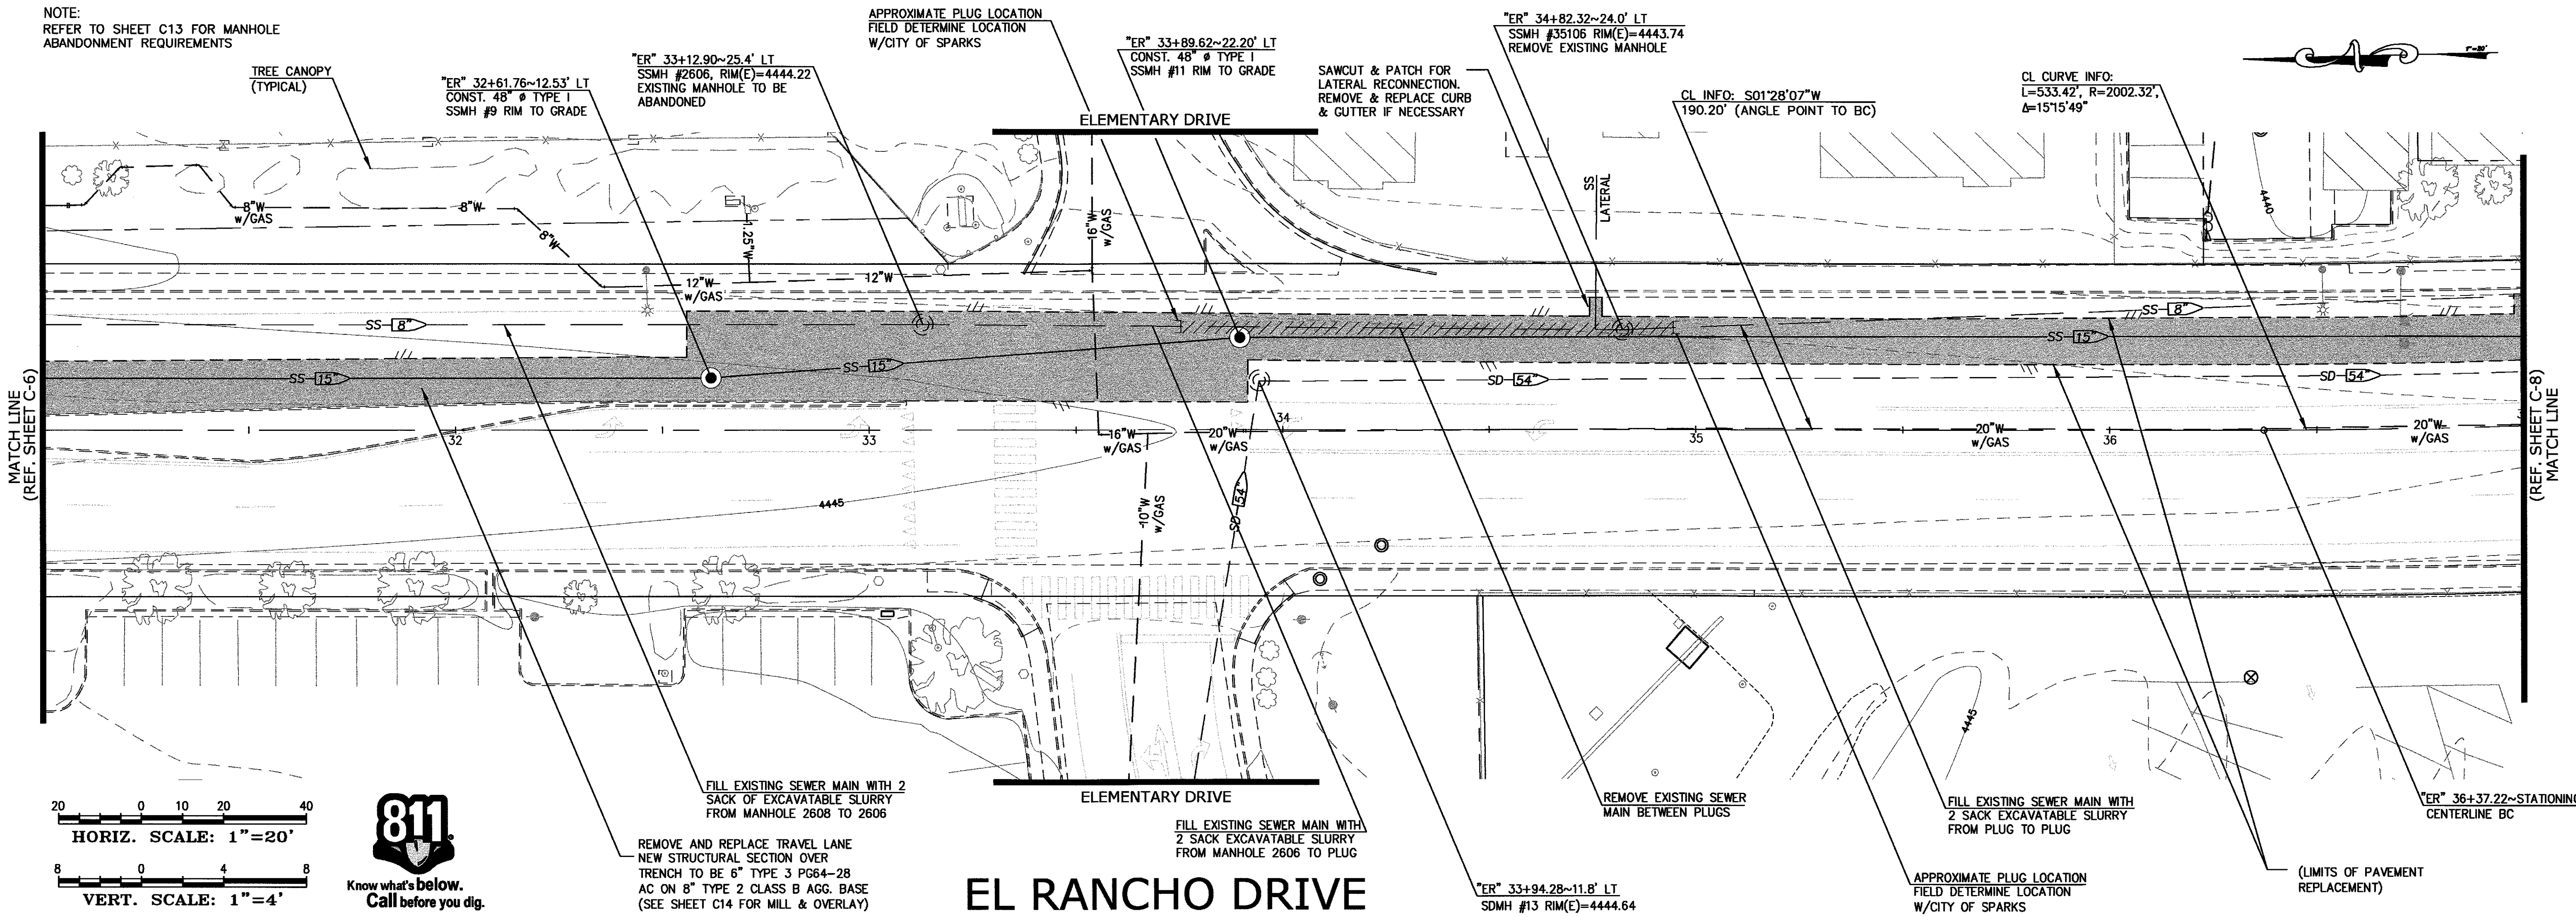 NOTE:
REFER TO SHEET C13 FOR MANHOLE
ABANDONMENT REQUIREMENTS
TREE CANOPY
(TYPICAL)
"ER" 32+61.76~12.53' LT
CONST. 48" ø TYPE I
SSMH #9 RIM TO GRADE
"ER" 33+12.90~25.4' LT
SSMH #2606, RIM(E)=4444.22
EXISTING MANHOLE TO BE
ABANDONED
APPROXIMATE PLUG LOCATION
FIELD DETERMINE LOCATION
W/CITY OF SPARKS
"ER" 33+89.62~22.20' LT
CONST. 48" ø TYPE I
SSMH #11 RIM TO GRADE
SAWCUT & PATCH FOR
LATERAL RECONNECTION.
REMOVE & REPLACE CURB
& GUTTER IF NECESSARY
"ER" 34+82.32~24.0' LT
SSMH #35106 RIM(E)=4443.74
REMOVE EXISTING MANHOLE
CL INFO: S01°28'07"W
190.20' (ANGLE POINT TO BC)
CL CURVE INFO:
L=533.42', R=2002.32',
Δ=15°15'49"
1"=20'
ELEMENTARY DRIVE
8"W
w/GAS
8"W
8"W
1.25"W
12"W
w/GAS
12"W
16"W
w/GAS
SS
LATERAL
4440
SS 8"
SS 8"
SS 15"
SS 15"
SS 15"
SD 54"
SD 54"
MATCH LINE
(REF. SHEET C-6)
32
33
34
35
36
16"W
w/GAS
20"W
w/GAS
20"W
w/GAS
20"W
w/GAS
(REF. SHEET C-8)
MATCH LINE
4445
10"W
w/GAS
SD 54"
4445
ELEMENTARY DRIVE
20 0 10 20 40
HORIZ. SCALE: 1"=20'
8 0 4 8
VERT. SCALE: 1"=4'
811
Know what's below.
Call before you dig.
FILL EXISTING SEWER MAIN WITH 2
SACK OF EXCAVATABLE SLURRY
FROM MANHOLE 2608 TO 2606
REMOVE AND REPLACE TRAVEL LANE
NEW STRUCTURAL SECTION OVER
TRENCH TO BE 6" TYPE 3 PG64-28
AC ON 8" TYPE 2 CLASS B AGG. BASE
(SEE SHEET C14 FOR MILL & OVERLAY)
FILL EXISTING SEWER MAIN WITH
2 SACK EXCAVATABLE SLURRY
FROM MANHOLE 2606 TO PLUG
EL RANCHO DRIVE
"ER" 33+94.28~11.8' LT
SDMH #13 RIM(E)=4444.64
REMOVE EXISTING SEWER
MAIN BETWEEN PLUGS
FILL EXISTING SEWER MAIN WITH
2 SACK EXCAVATABLE SLURRY
FROM PLUG TO PLUG
APPROXIMATE PLUG LOCATION
FIELD DETERMINE LOCATION
W/CITY OF SPARKS
(LIMITS OF PAVEMENT
REPLACEMENT)
"ER" 36+37.22~STATIONING
CENTERLINE BC